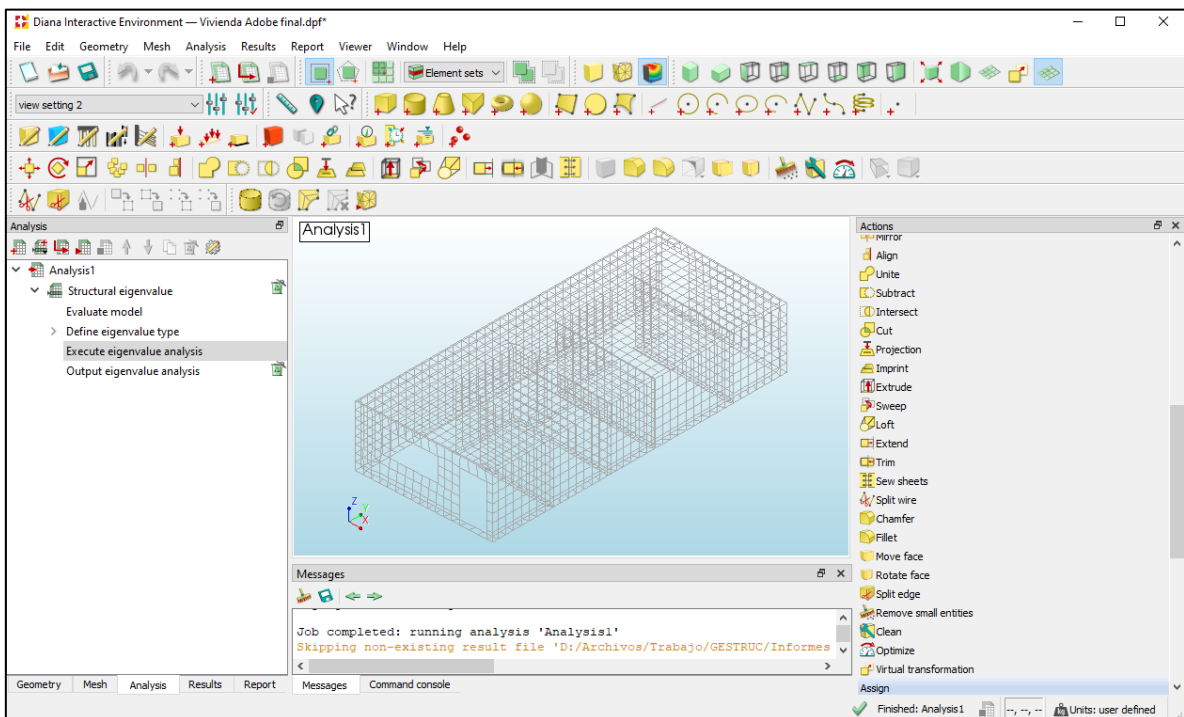 Diana Interactive Environment — Vivienda Adobe final.dpf*
File Edit Geometry Mesh Analysis Results Report Viewer Window Help
Element sets
view setting 2
Analysis
Analysis1
Structural eigenvalue
Evaluate model
Define eigenvalue type
Execute eigenvalue analysis
Output eigenvalue analysis
Analysis1
Z
Y
X
Messages
Job completed: running analysis 'Analysis1'
Skipping non-existing result file 'D:/Archivos/Trabajo/GESTRUC/Informes
Actions
Mirror
Align
Unite
Subtract
Intersect
Cut
Projection
Imprint
Extrude
Sweep
Loft
Extend
Trim
Sew sheets
Split wire
Chamfer
Fillet
Move face
Rotate face
Split edge
Remove small entities
Clean
Optimize
Virtual transformation
Assign
Geometry Mesh Analysis Results Report
Messages Command console
Finished: Analysis1 --, --, -- Units: user defined